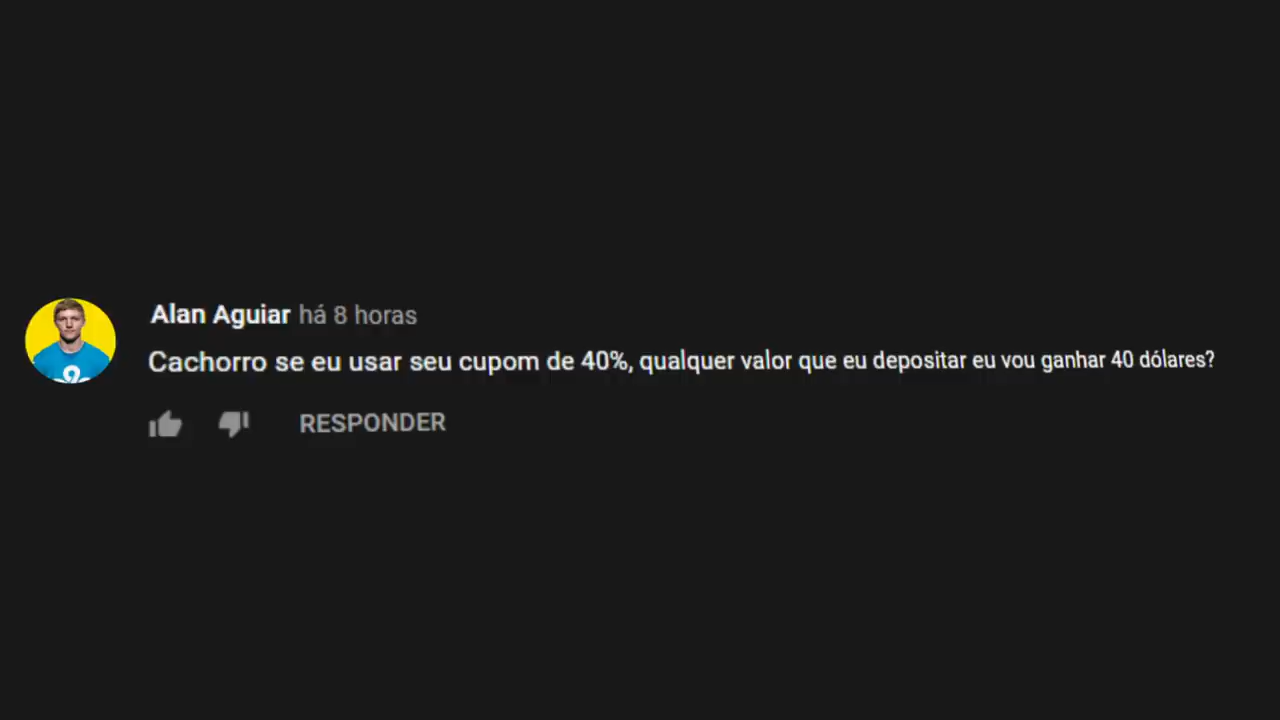 Alan Aguiar há 8 horas
Cachorro se eu usar seu cupom de 40%, qualquer valor que eu depositar eu vou ganhar 40 dólares?
RESPONDER